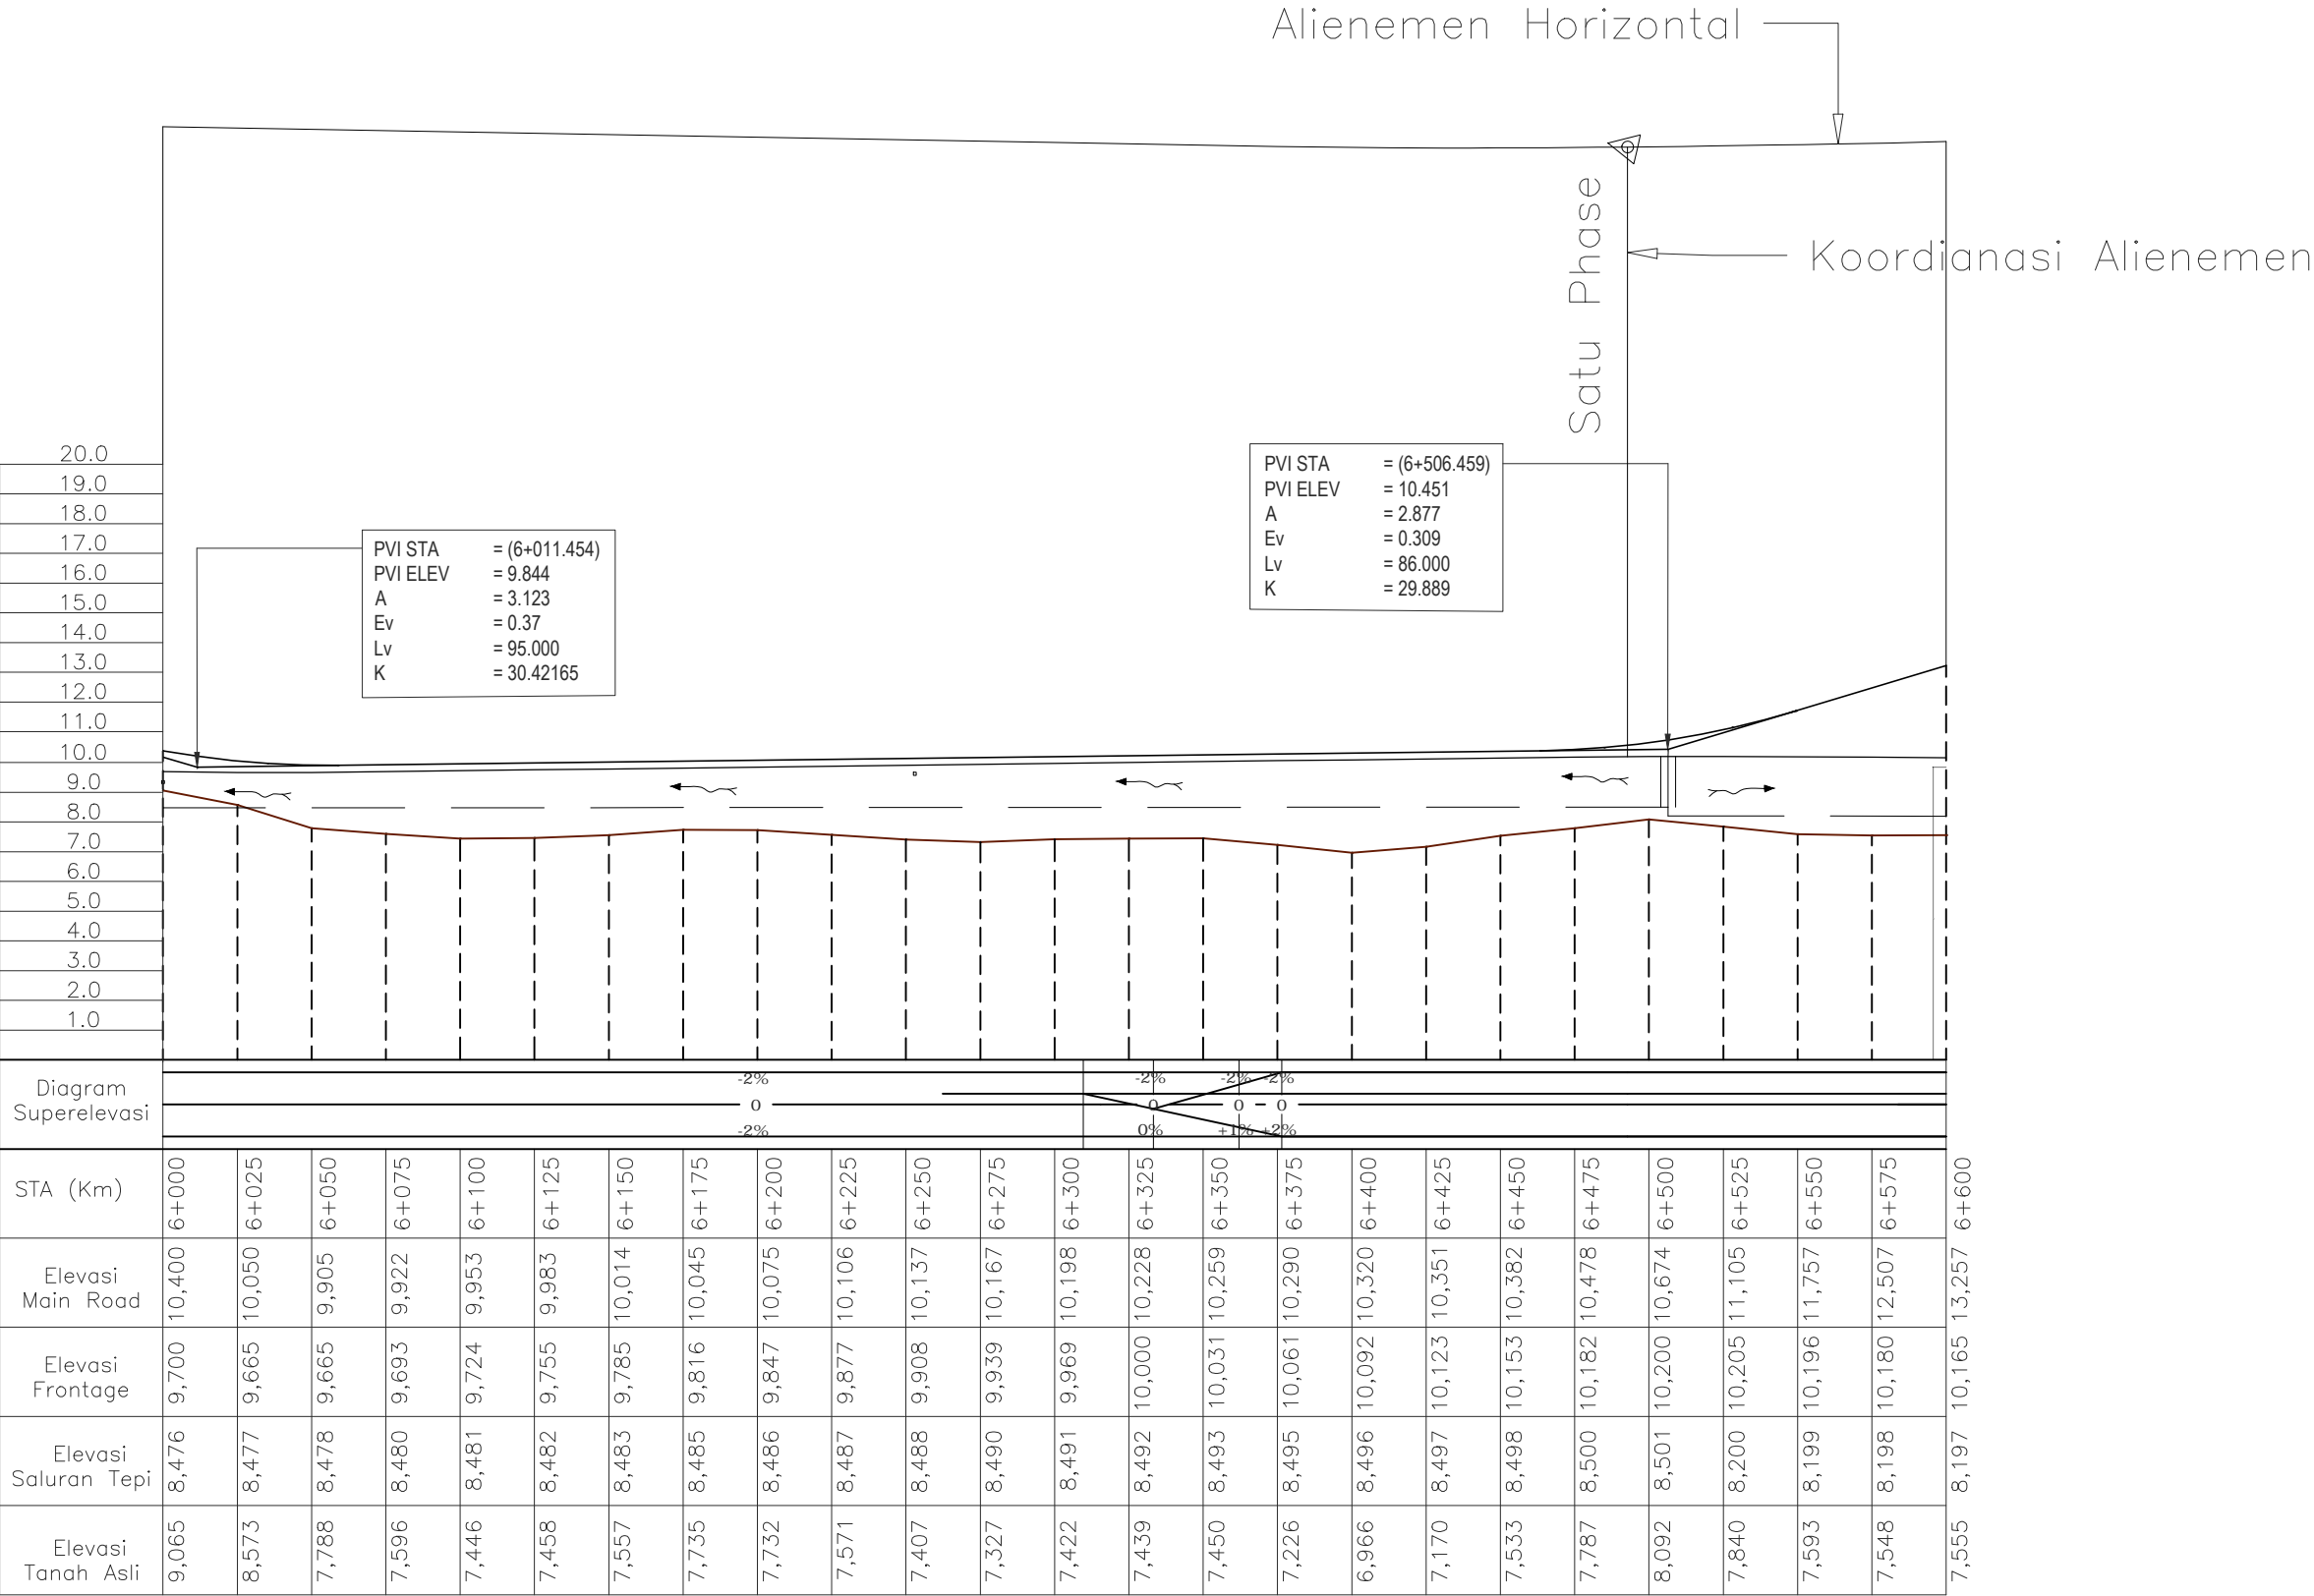 Alienemen Horizontal
Satu Phase
Koordianasi Alienemen
20.0
19.0
18.0
17.0
16.0
15.0
14.0
13.0
12.0
11.0
10.0
9.0
8.0
7.0
6.0
5.0
4.0
3.0
2.0
1.0
PVI STA = (6+011.454)
PVI ELEV = 9.844
A = 3.123
Ev = 0.37
Lv = 95.000
K = 30.42165
PVI STA = (6+506.459)
PVI ELEV = 10.451
A = 2.877
Ev = 0.309
Lv = 86.000
K = 29.889
Diagram
Superelevasi
-2% -2% -2% -2%
0 0 0 0
-2% 0% +1% +2%
STA (Km)
6+000 6+025 6+050 6+075 6+100 6+125 6+150 6+175 6+200 6+225 6+250 6+275 6+300 6+325 6+350 6+375 6+400 6+425 6+450 6+475 6+500 6+525 6+550 6+575 6+600
Elevasi
Main Road
10,400 10,050 9,905 9,922 9,953 9,983 10,014 10,045 10,075 10,106 10,137 10,167 10,198 10,228 10,259 10,290 10,320 10,351 10,382 10,478 10,674 11,105 11,757 12,507 13,257
Elevasi
Frontage
9,700 9,665 9,665 9,693 9,724 9,755 9,785 9,816 9,847 9,877 9,908 9,939 9,969 10,000 10,031 10,061 10,092 10,123 10,153 10,182 10,200 10,205 10,196 10,180 10,165
Elevasi
Saluran Tepi
8,476 8,477 8,478 8,480 8,481 8,482 8,483 8,485 8,486 8,487 8,488 8,490 8,491 8,492 8,493 8,495 8,496 8,497 8,498 8,500 8,501 8,200 8,199 8,198 8,197
Elevasi
Tanah Asli
9,065 8,573 7,788 7,596 7,446 7,458 7,557 7,735 7,732 7,571 7,407 7,327 7,422 7,439 7,450 7,226 6,966 7,170 7,533 7,787 8,092 7,840 7,593 7,548 7,555